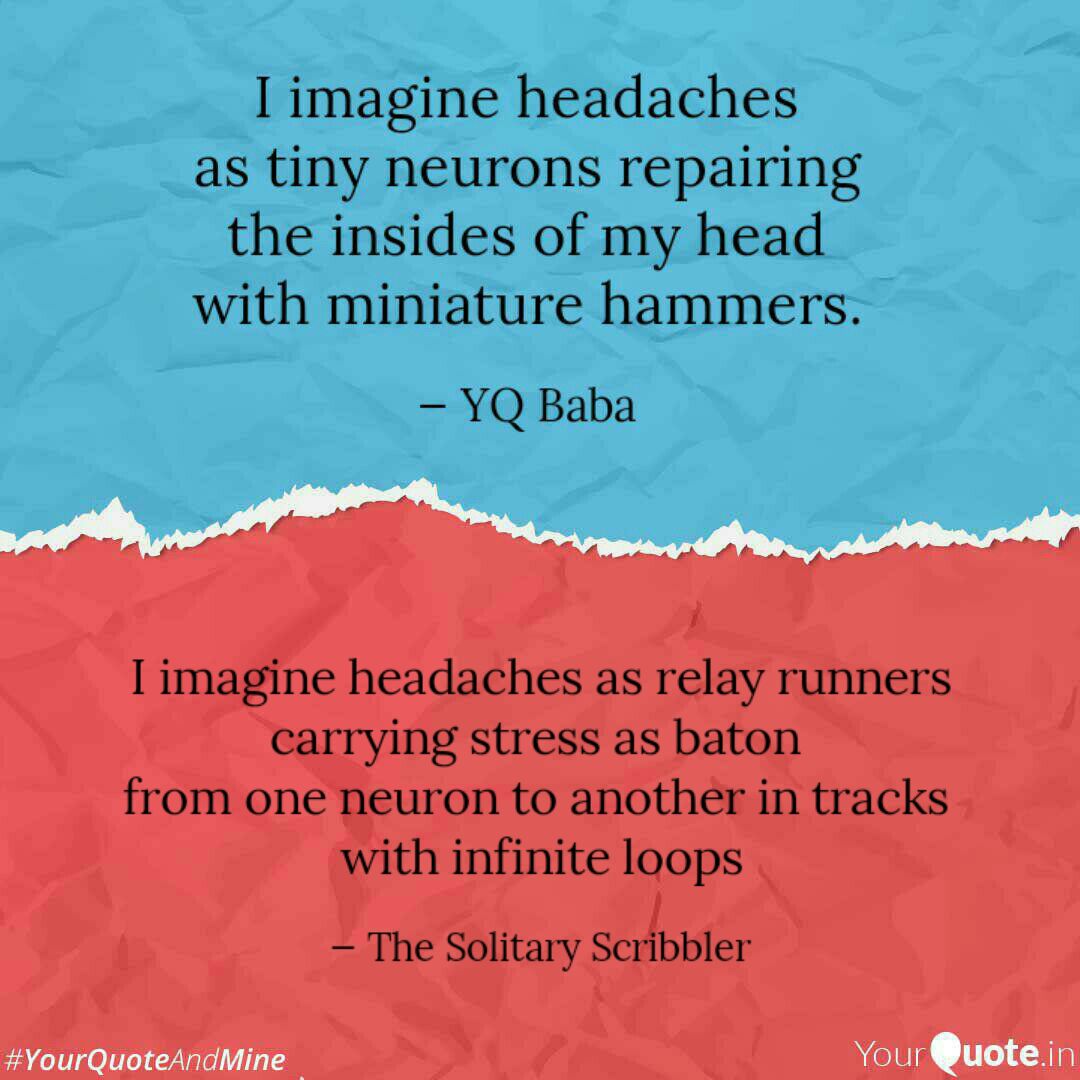 I imagine headaches
as tiny neurons repairing
the insides of my head
with miniature hammers.
– YQ Baba
I imagine headaches as relay runners
carrying stress as baton
from one neuron to another in tracks
with infinite loops
– The Solitary Scribbler
#YourQuoteAndMine
YourQuote.in